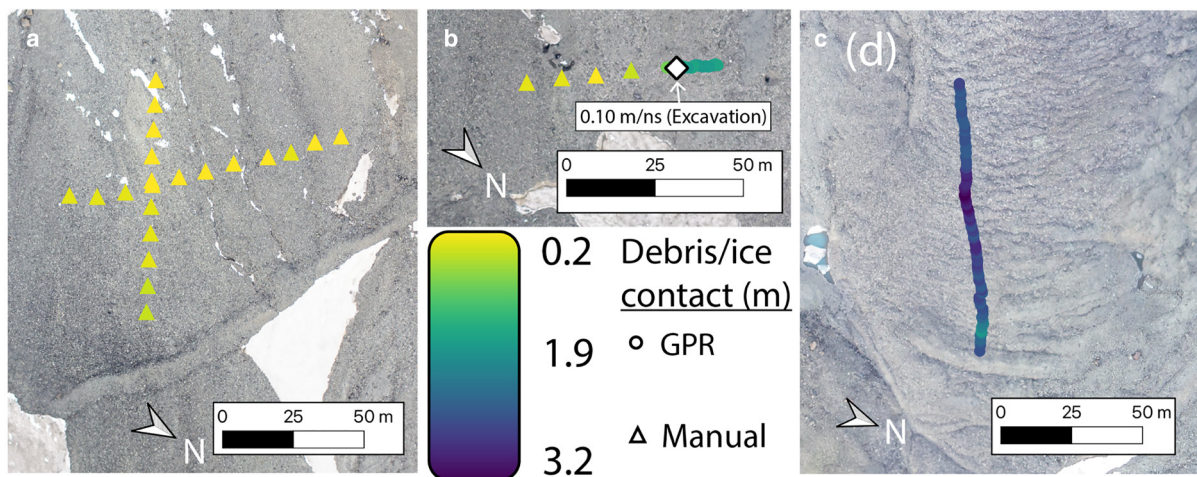 a
N
0 25 50 m
b
0.10 m/ns (Excavation)
N
0 25 50 m
0.2
1.9
3.2
Debris/ice
contact (m)
GPR
Manual
c
(d)
N
0 25 50 m